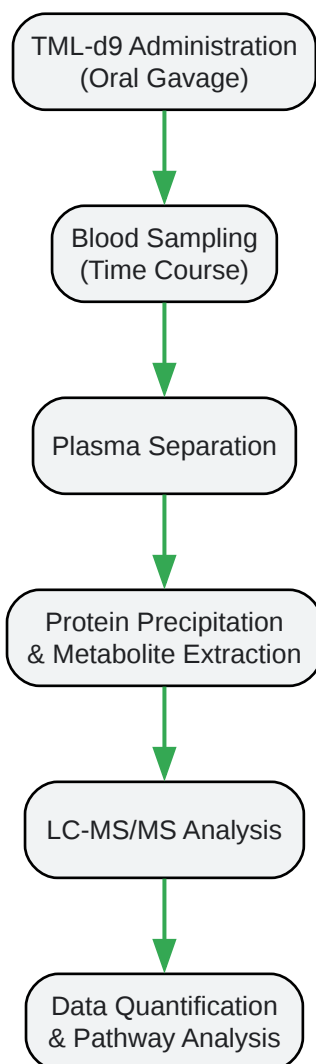 TML-d9 Administration
(Oral Gavage)
Blood Sampling
(Time Course)
Plasma Separation
Protein Precipitation
& Metabolite Extraction
LC-MS/MS Analysis
Data Quantification
& Pathway Analysis